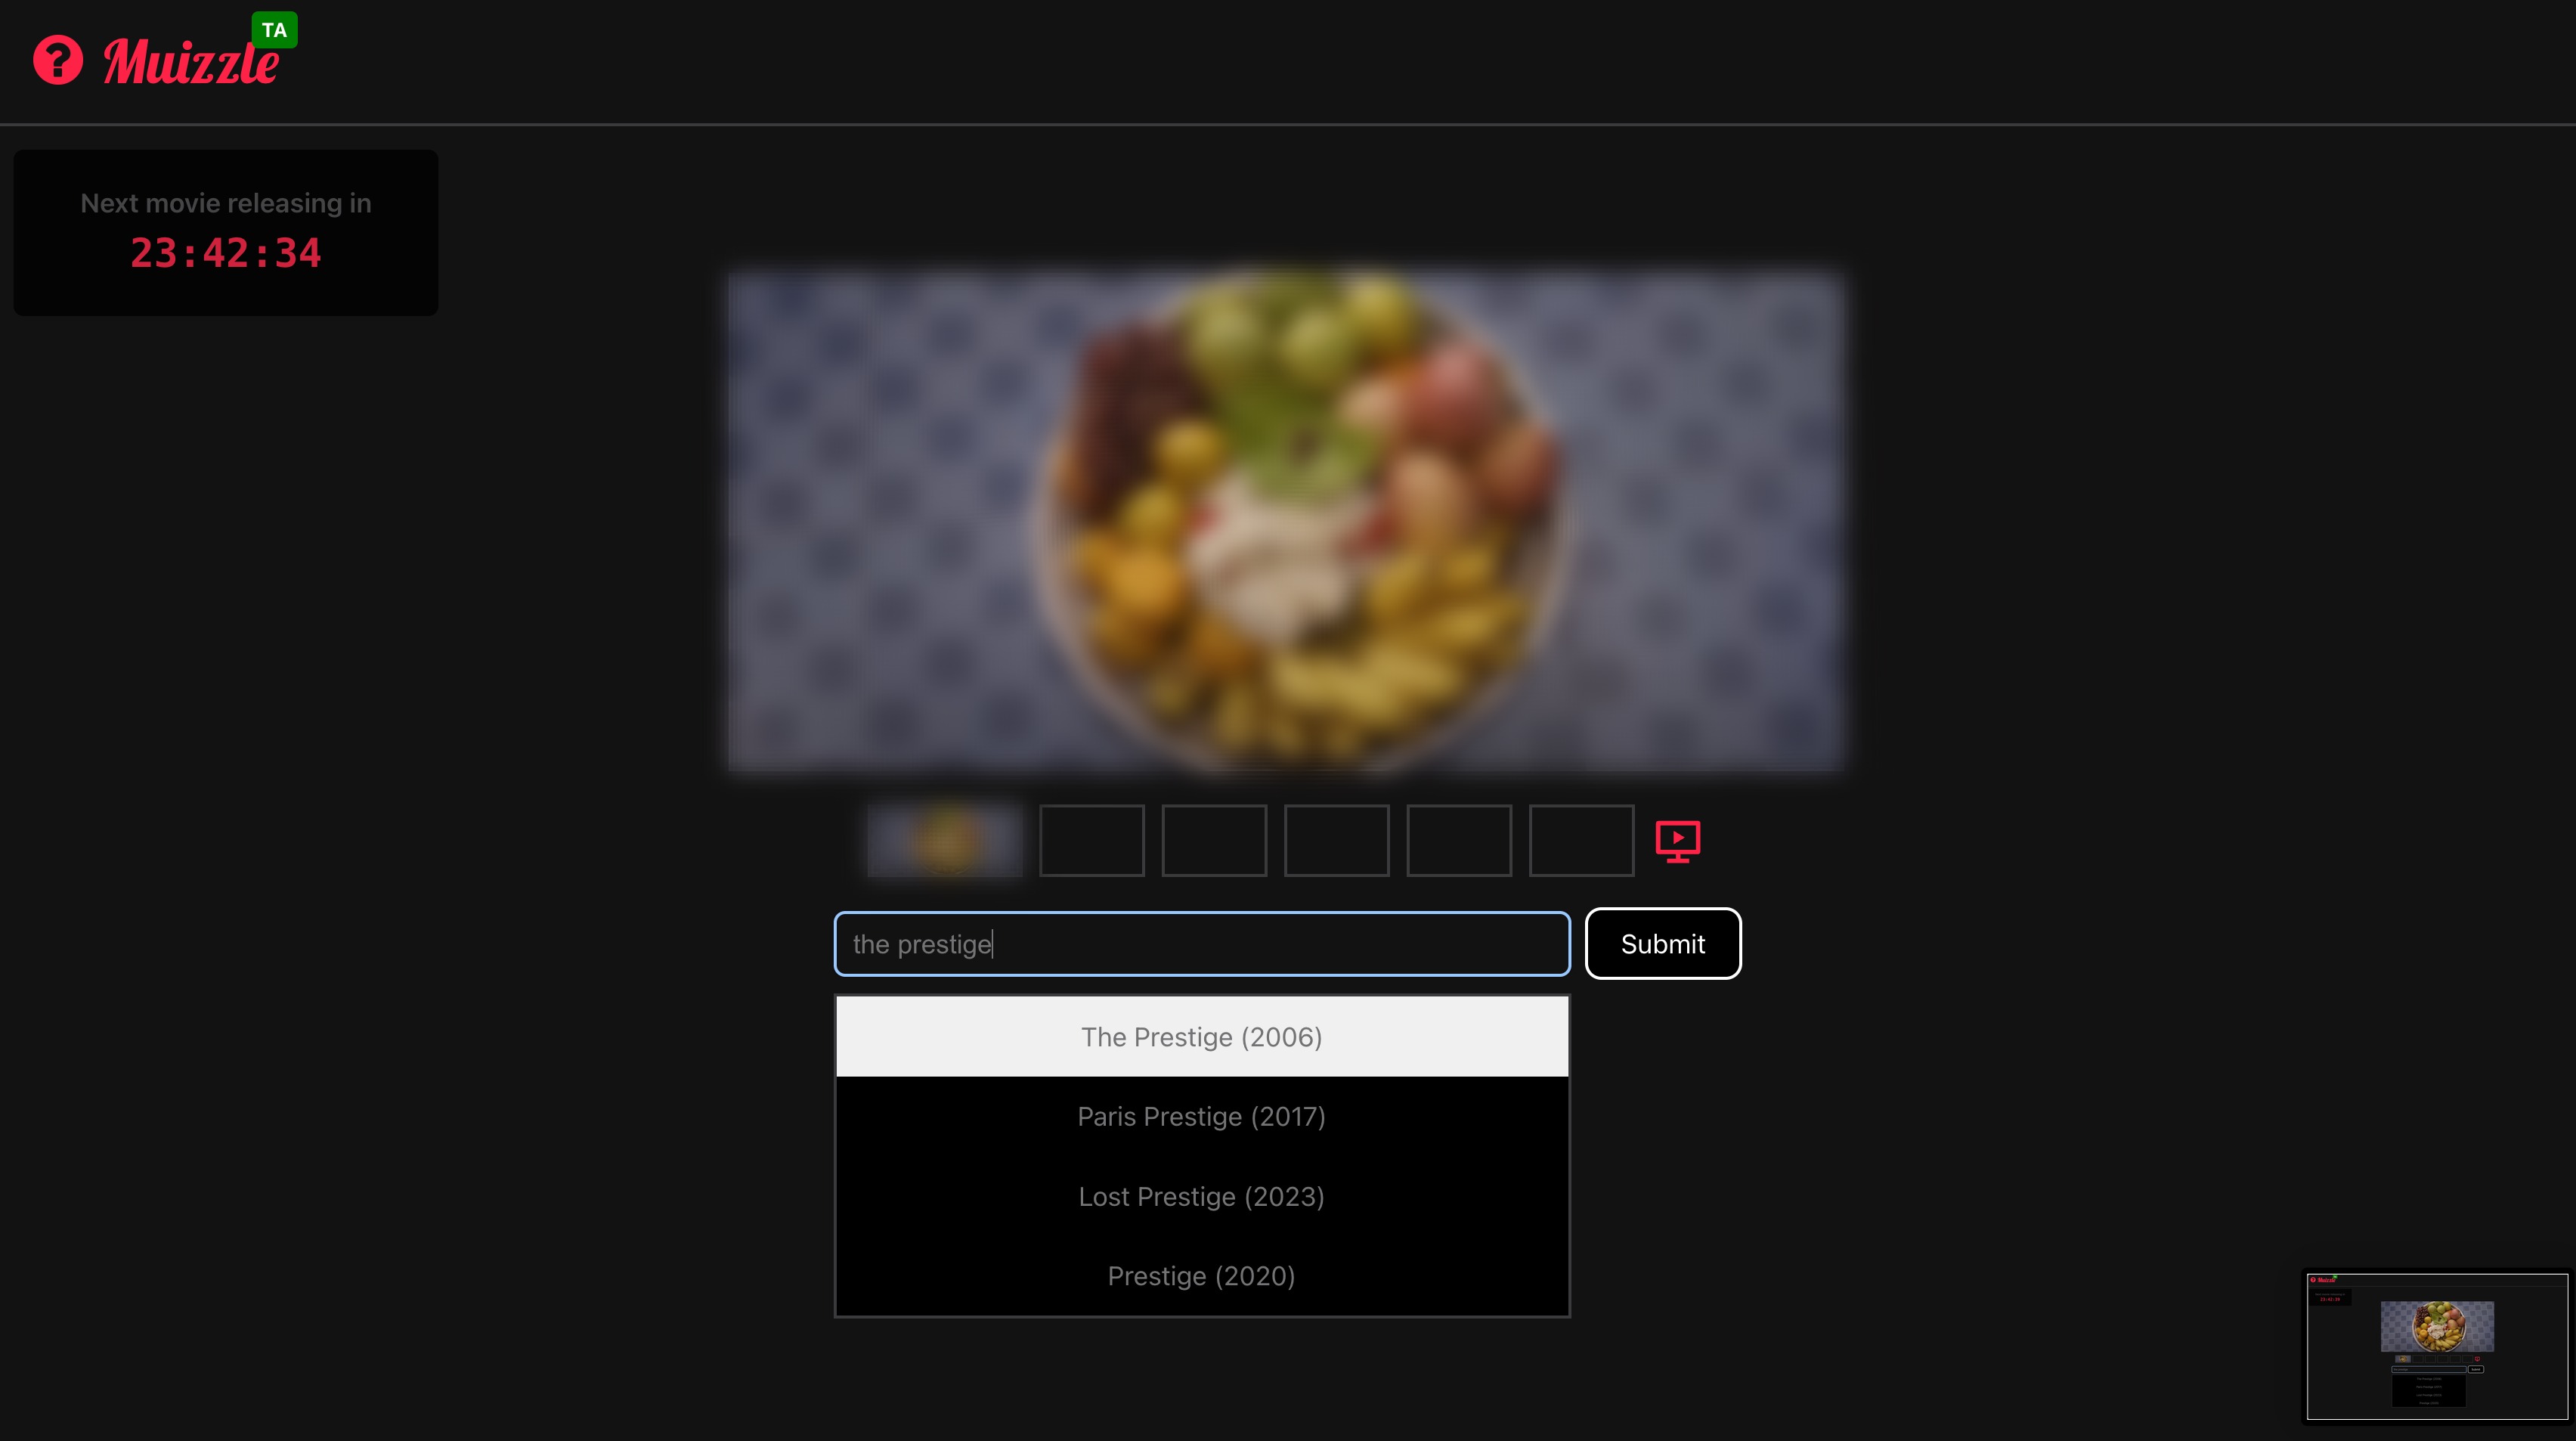 Muizzle
TA
Next movie releasing in
23:42:34
the prestige
Submit
The Prestige (2006)
Paris Prestige (2017)
Lost Prestige (2023)
Prestige (2020)